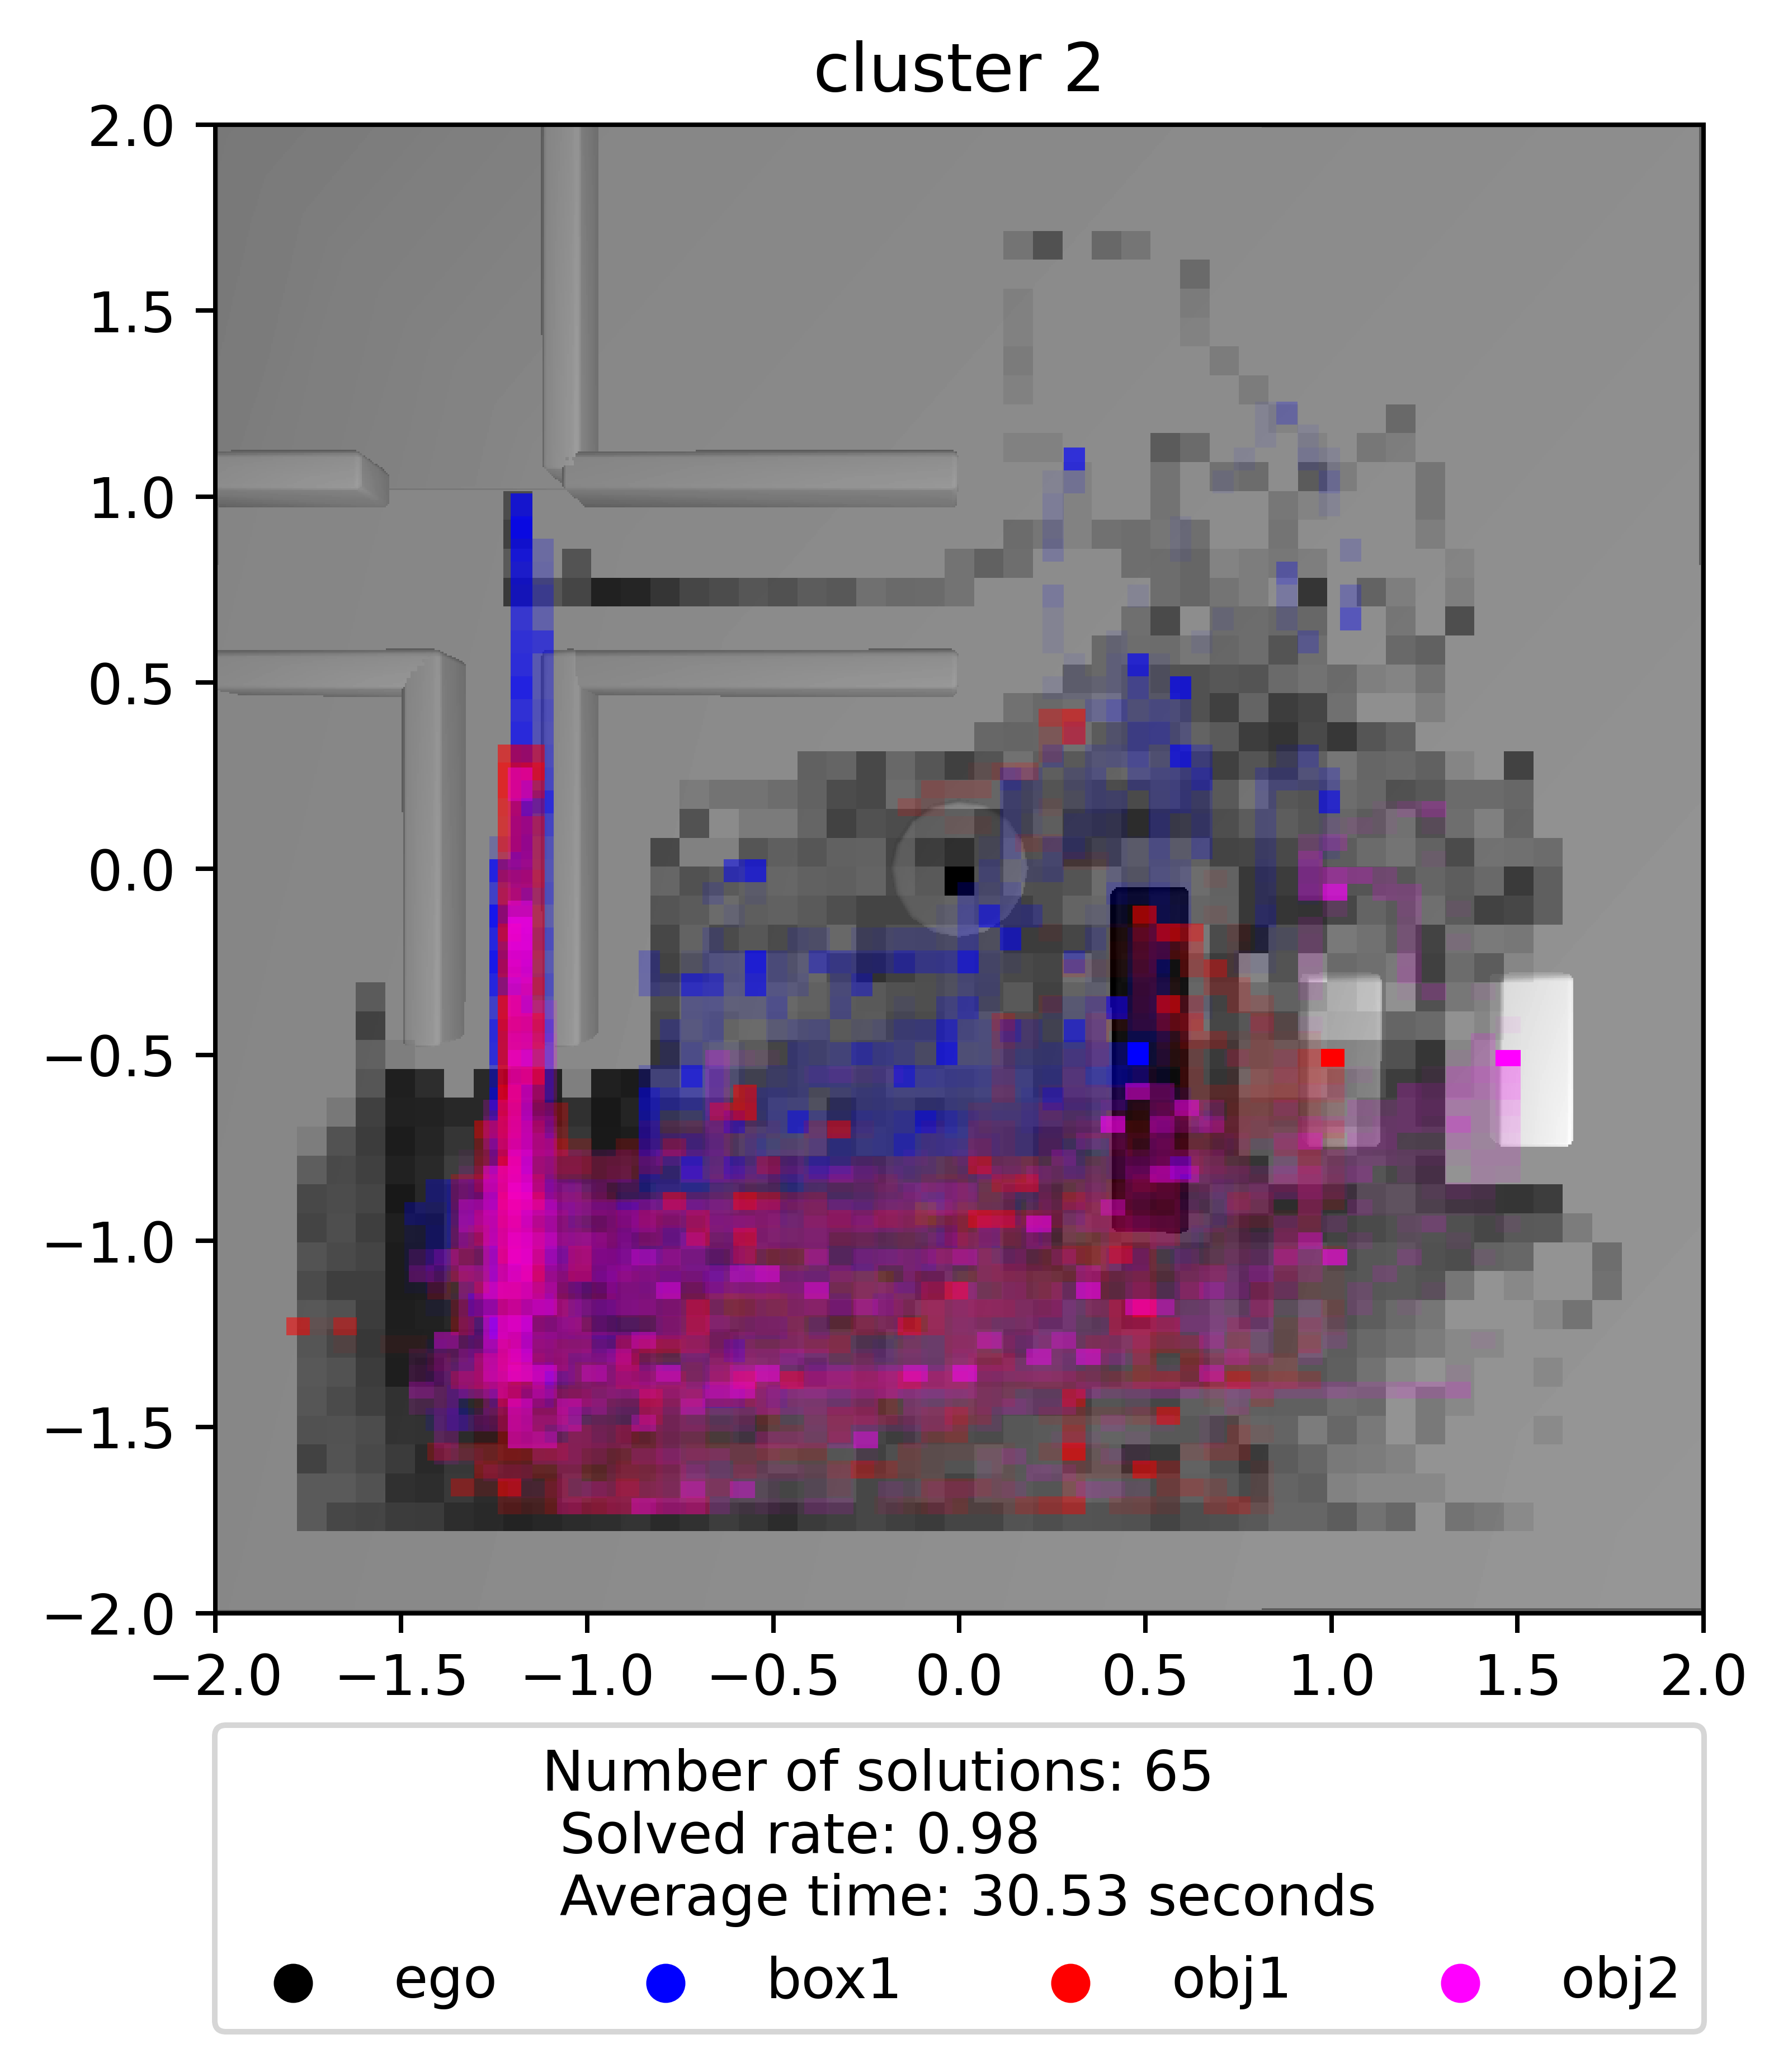 cluster 2
2.0
1.5
1.0
0.5
0.0
−0.5
−1.0
−1.5
−2.0
−2.0 −1.5 −1.0 −0.5 0.0 0.5 1.0 1.5 2.0
Number of solutions: 65
Solved rate: 0.98
Average time: 30.53 seconds
ego box1 obj1 obj2